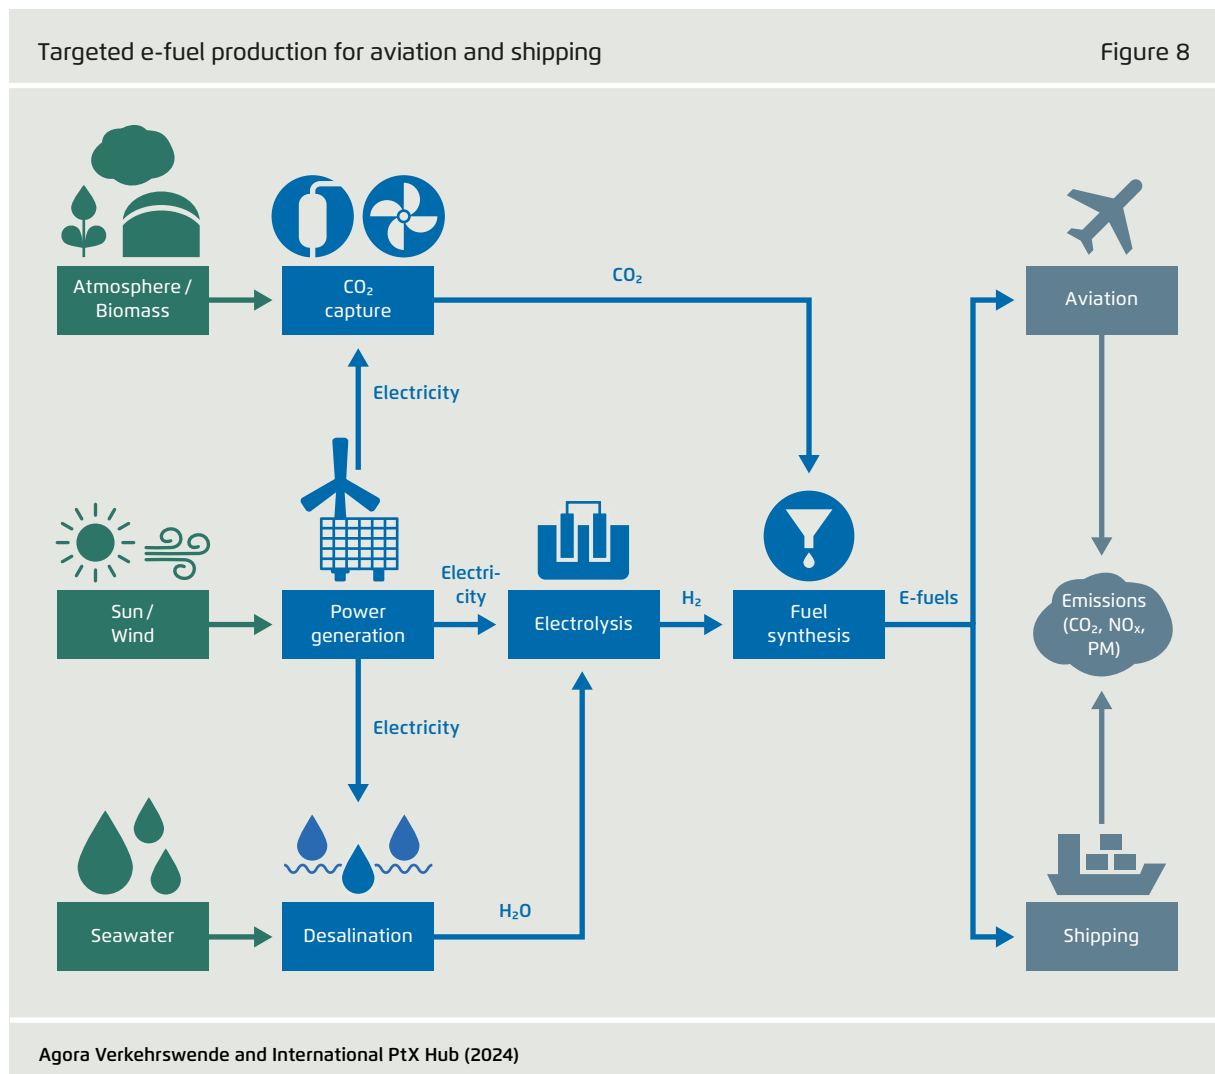 Targeted e-fuel production for aviation and shipping
Figure 8
Atmosphere /
Biomass
CO₂
capture
CO₂
Aviation
Electricity
Sun /
Wind
Power
generation
Electri-
city
Electrolysis
H₂
Fuel
synthesis
E-fuels
Emissions
(CO₂, NOₓ,
PM)
Electricity
Seawater
Desalination
H₂O
Shipping
Agora Verkehrswende and International PtX Hub (2024)